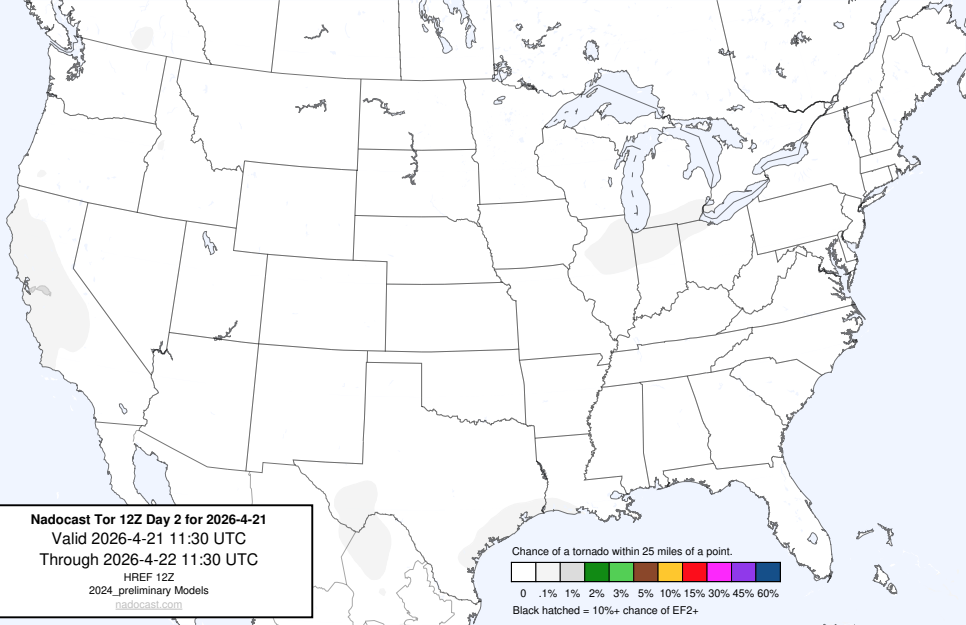 Nadocast Tor 12Z Day 2 for 2026-4-21
Valid 2026-4-21 11:30 UTC
Through 2026-4-22 11:30 UTC
HREF 12Z
2024_preliminary Models
nadocast.com
Chance of a tornado within 25 miles of a point.
0 .1% 1% 2% 3% 5% 10% 15% 30% 45% 60%
Black hatched = 10%+ chance of EF2+